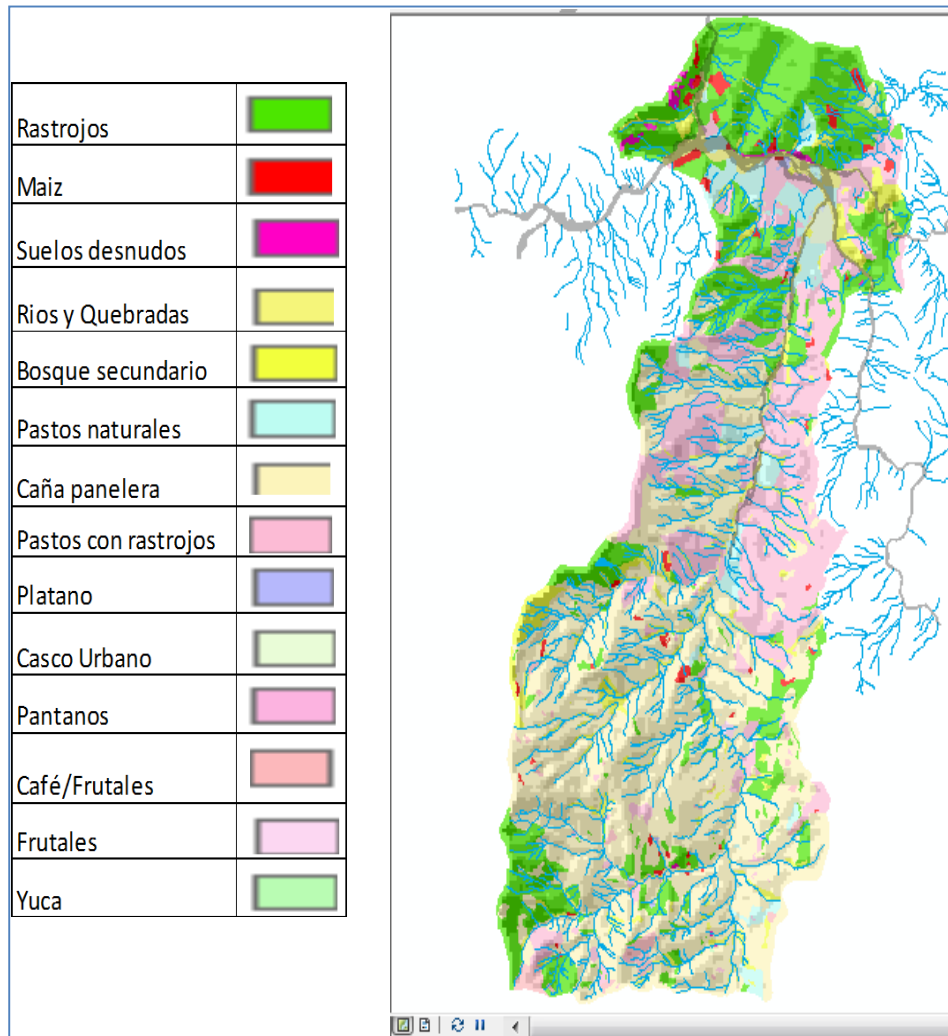 Rastrojos
Maiz
Suelos desnudos
Rios y Quebradas
Bosque secundario
Pastos naturales
Caña panelera
Pastos con rastrojos
Platano
Casco Urbano
Pantanos
Café/Frutales
Frutales
Yuca